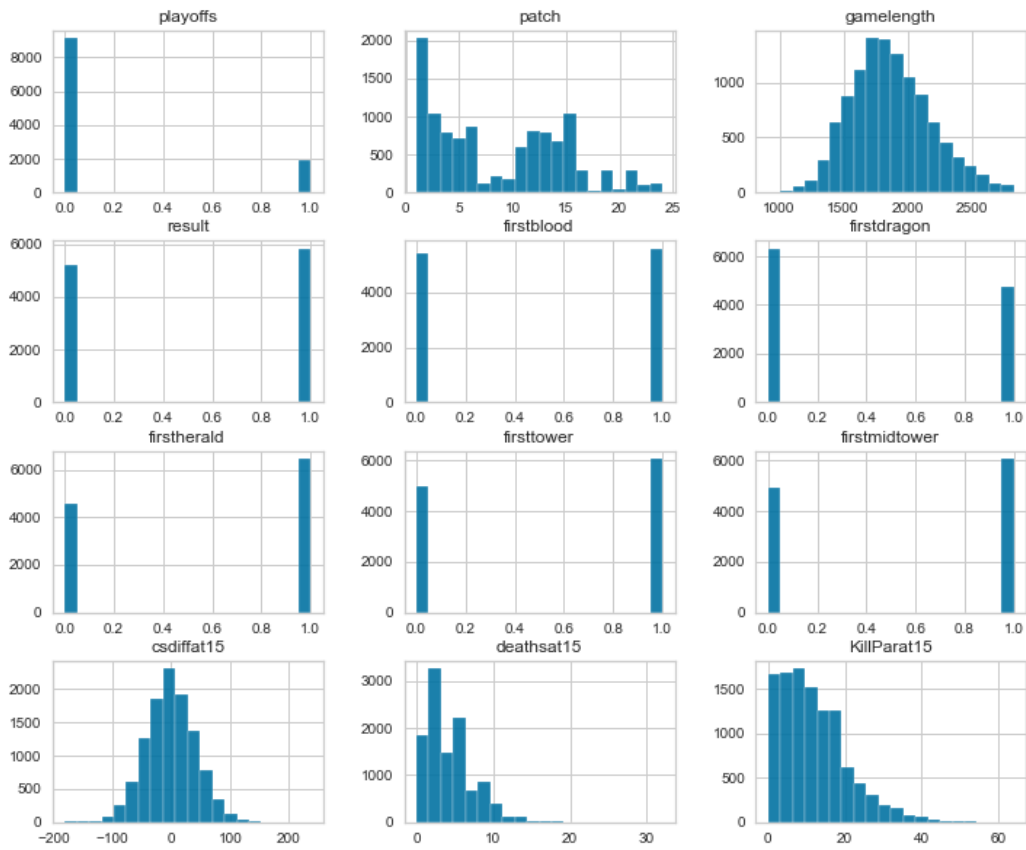 playoffs patch gamelength
8000 6000 4000 2000 0
2000 1500 1000 500 0
1000 500 0
0.0 0.2 0.4 0.6 0.8 1.0 0 5 10 15 20 25 1000 1500 2000 2500
result firstblood firstdragon
6000 4000 2000 0
4000 2000 0
6000 4000 2000 0
0.0 0.2 0.4 0.6 0.8 1.0 0.0 0.2 0.4 0.6 0.8 1.0 0.0 0.2 0.4 0.6 0.8 1.0
firstherald firsttower firstmidtower
6000 4000 2000 0
6000 4000 2000 0
6000 4000 2000 0
0.0 0.2 0.4 0.6 0.8 1.0 0.0 0.2 0.4 0.6 0.8 1.0 0.0 0.2 0.4 0.6 0.8 1.0
csdiffat15 deathsat15 KillParat15
2000 1500 1000 500 0
3000 2000 1000 0
1500 1000 500 0
−200 −100 0 100 200 0 10 20 30 0 20 40 60